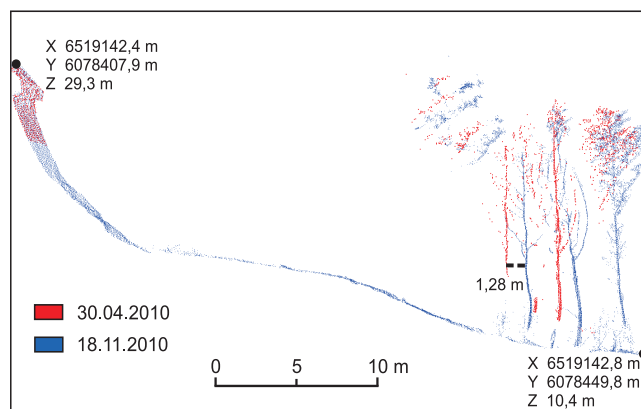 X 6519142,4 m
Y 6078407,9 m
Z 29,3 m
1,28 m
30.04.2010
18.11.2010
0 5 10 m
X 6519142,8 m
Y 6078449,8 m
Z 10,4 m